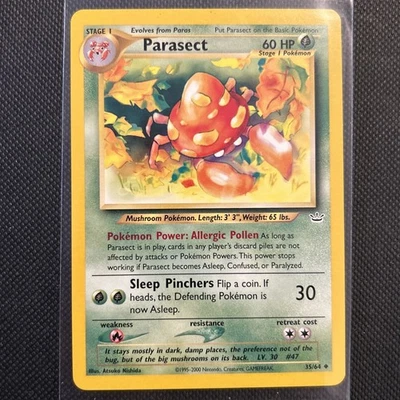 STAGE 1 Evolves from Paras Put Parasect on the Basic Pokémon
Parasect 60 HP
Stage 1 Pokémon
Mushroom Pokémon. Length: 3' 3", Weight: 65 lbs.
Pokémon Power: Allergic Pollen As long as
Parasect is in play, cards in any player's discard piles are not
affected by attacks or Pokémon Powers. This power stops
working if Parasect becomes Asleep, Confused, or Paralyzed.
Sleep Pinchers Flip a coin. If
heads, the Defending Pokémon is
now Asleep.
30
weakness resistance retreat cost
It stays mostly in dark, damp places, the preference not of the
bug, but of the big mushrooms on its back. LV. 30 #47
Illus. Atsuko Nishida ©1995-2000 Nintendo, Creatures, GAMEFREAK. 35/64